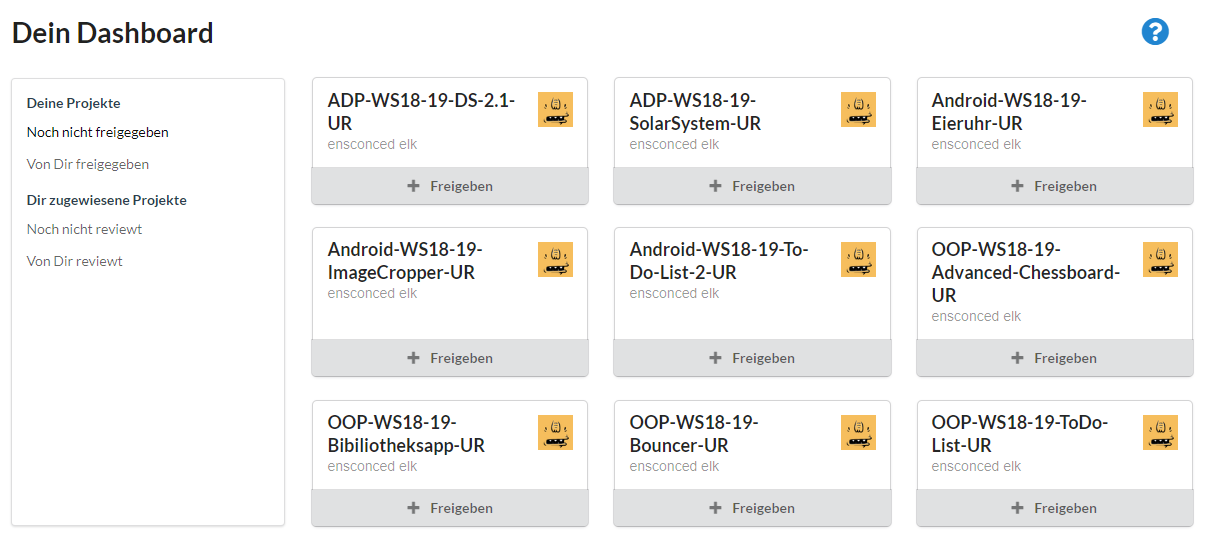 Dein Dashboard
?
Deine Projekte
Noch nicht freigegeben
Von Dir freigegeben
Dir zugewiesene Projekte
Noch nicht reviewt
Von Dir reviewt
ADP-WS18-19-DS-2.1-
UR
ensconced elk
+ Freigeben
ADP-WS18-19-
SolarSystem-UR
ensconced elk
+ Freigeben
Android-WS18-19-
Eieruhr-UR
ensconced elk
+ Freigeben
Android-WS18-19-
ImageCropper-UR
ensconced elk
+ Freigeben
Android-WS18-19-To-
Do-List-2-UR
ensconced elk
+ Freigeben
OOP-WS18-19-
Advanced-Chessboard-
UR
ensconced elk
+ Freigeben
OOP-WS18-19-
Bibiliotheksapp-UR
ensconced elk
+ Freigeben
OOP-WS18-19-
Bouncer-UR
ensconced elk
+ Freigeben
OOP-WS18-19-ToDo-
List-UR
ensconced elk
+ Freigeben